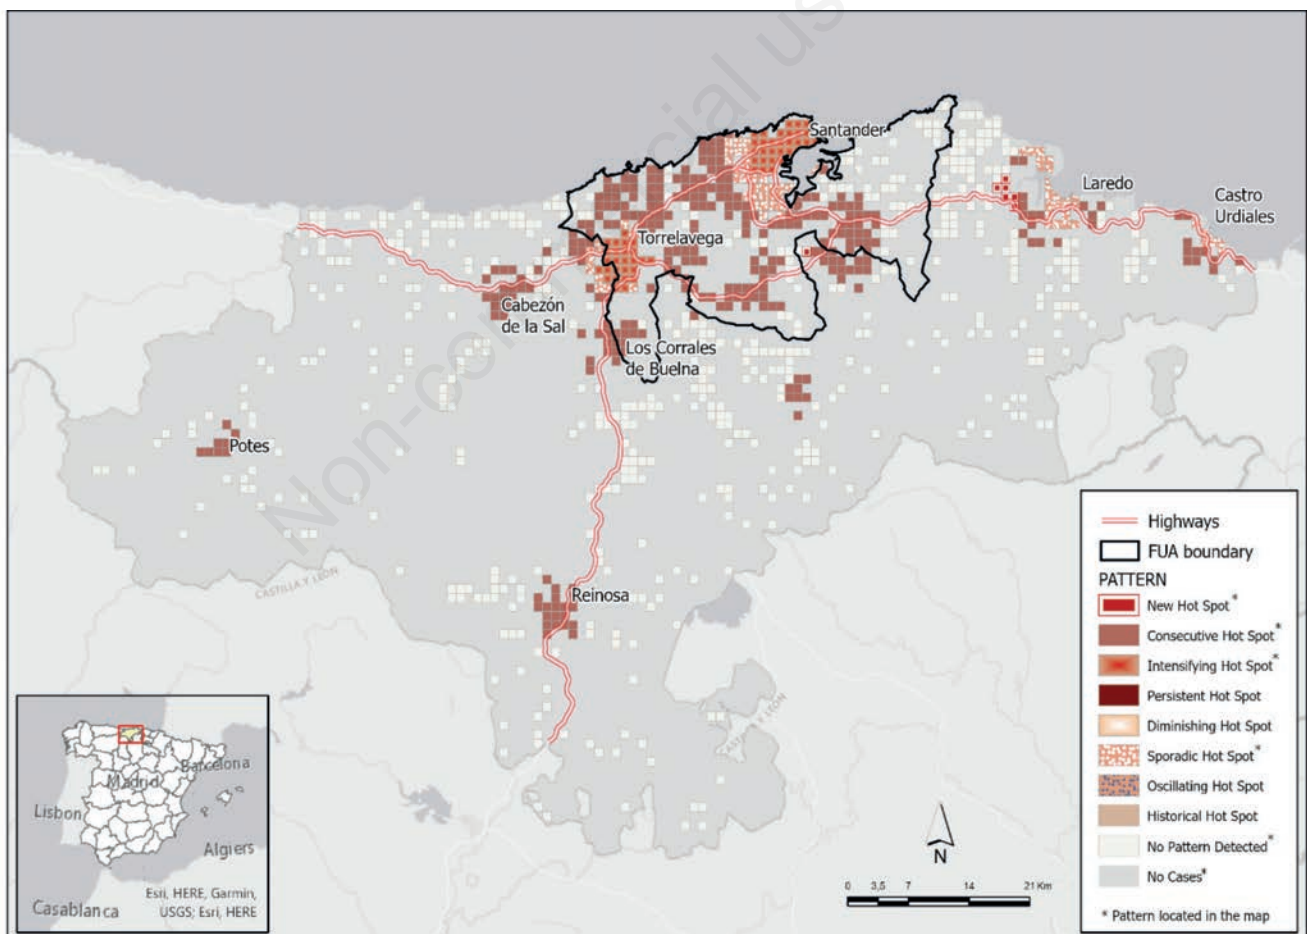 Non-commercial us
Santander
Laredo
Castro
Urdiales
Torrelavega
Cabezón
de la Sal
Los Corrales
de Buelna
Potes
Reinosa
CASTILLA Y LEÓN
CASTILLA Y LEÓN
Highways
FUA boundary
PATTERN
New Hot Spot*
Consecutive Hot Spot*
Intensifying Hot Spot*
Persistent Hot Spot
Diminishing Hot Spot
Sporadic Hot Spot*
Oscillating Hot Spot
Historical Hot Spot
No Pattern Detected*
No Cases*
* Pattern located in the map
N
0 3,5 7 14 21 Km
Barcelona
Madrid
Lisbon
Algiers
Casablanca
Esri, HERE, Garmin,
USGS; Esri, HERE